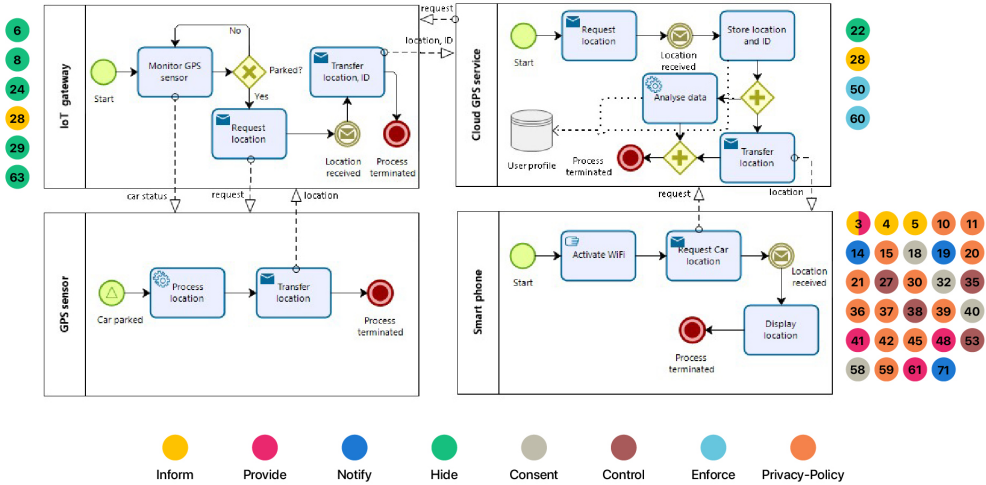 6
8
24
28
29
63
IoT gateway
Start
Monitor GPS
sensor
No
Parked?
Yes
Transfer
location, ID
Request
location
Location
received
Process
terminated
request
location, ID
Cloud GPS service
Start
Request
location
Location
received
Store location
and ID
Analyse data
User profile
Process
terminated
Transfer
location
22
28
50
60
car status
request
location
request
location
GPS sensor
Car parked
Process
location
Transfer
location
Process
terminated
Smart phone
Start
Activate WiFi
Request Car
location
Location
received
Display
location
Process
terminated
3 4 5 10 11
14 15 18 19 20
21 27 30 32 35
36 37 38 39 40
41 42 45 48 53
58 59 61 71
Inform Provide Notify Hide Consent Control Enforce Privacy-Policy